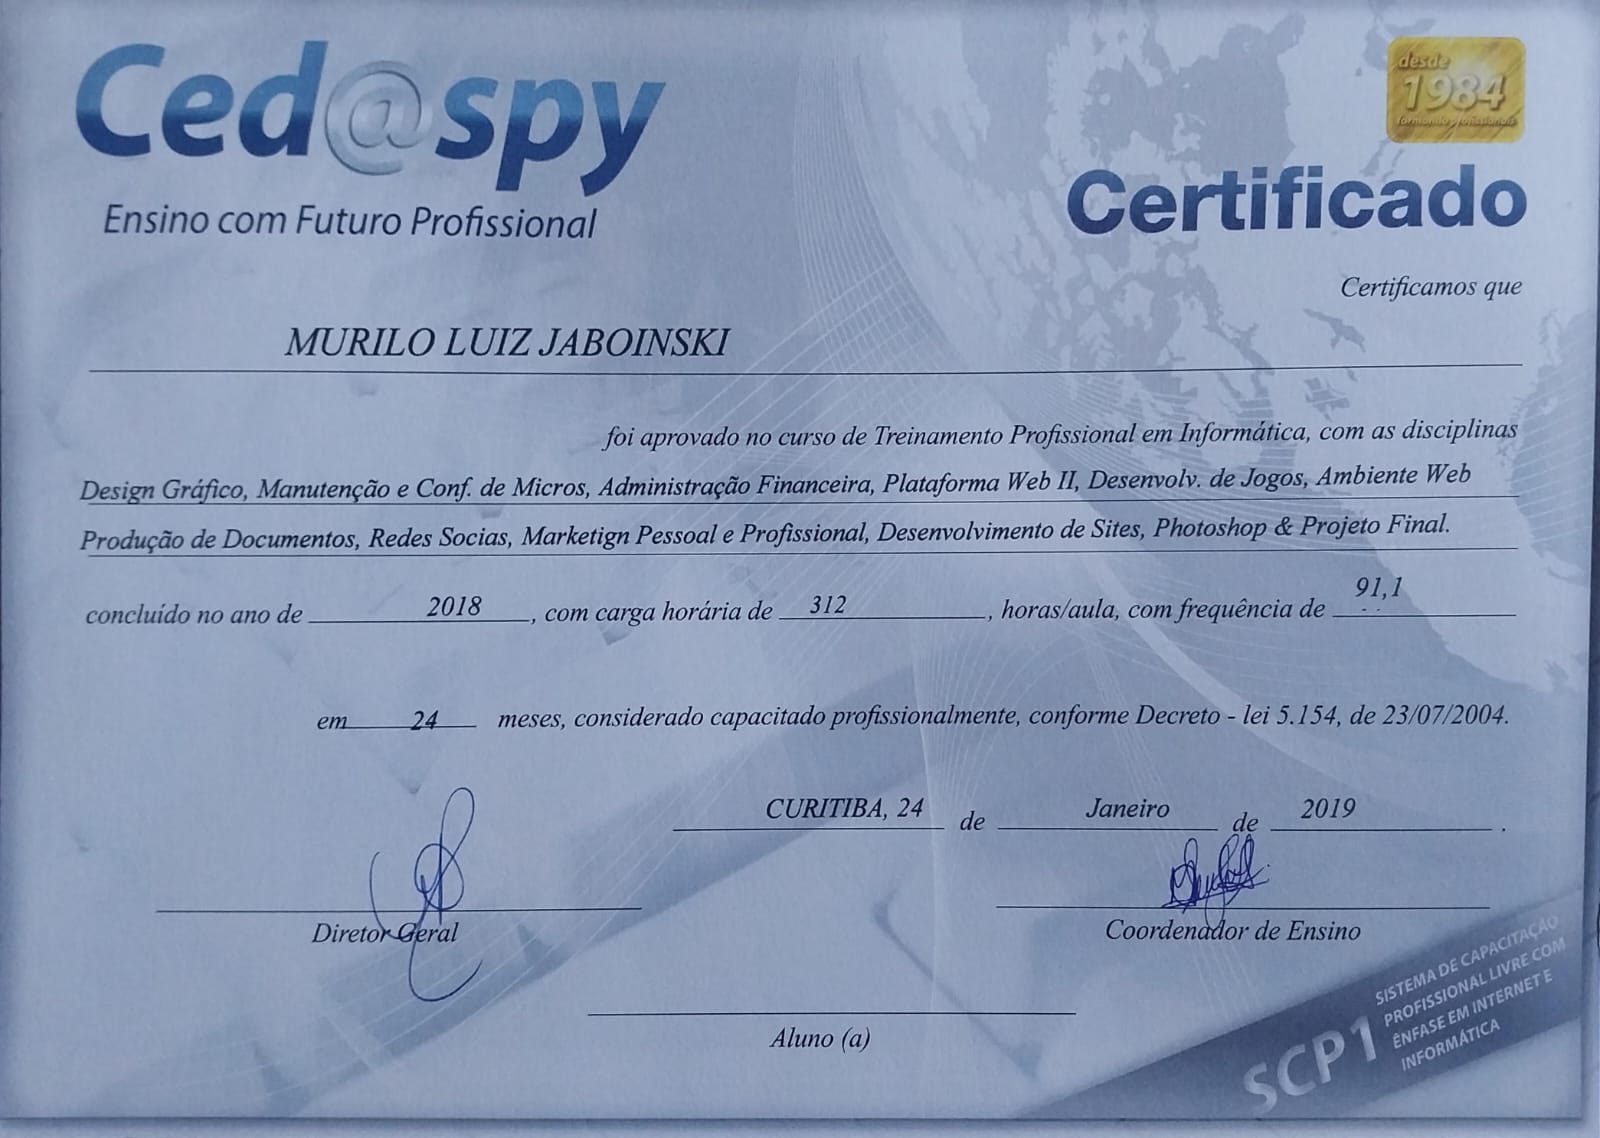 Ced@spy
Ensino com Futuro Profissional
desde
1984
formando profissionais
Certificado
Certificamos que
MURILO LUIZ JABOINSKI
foi aprovado no curso de Treinamento Profissional em Informática, com as disciplinas
Design Gráfico, Manutenção e Conf. de Micros, Administração Financeira, Plataforma Web II, Desenvolv. de Jogos, Ambiente Web
Produção de Documentos, Redes Socias, Marketign Pessoal e Profissional, Desenvolvimento de Sites, Photoshop & Projeto Final.
concluído no ano de 2018, com carga horária de 312, horas/aula, com frequência de 91,1
em 24 meses, considerado capacitado profissionalmente, conforme Decreto - lei 5.154, de 23/07/2004.
CURITIBA, 24 de Janeiro de 2019.
Diretor Geral
Coordenador de Ensino
Aluno (a)
SCP1
SISTEMA DE CAPACITAÇÃO
PROFISSIONAL LIVRE COM
ÊNFASE EM INTERNET E
INFORMÁTICA